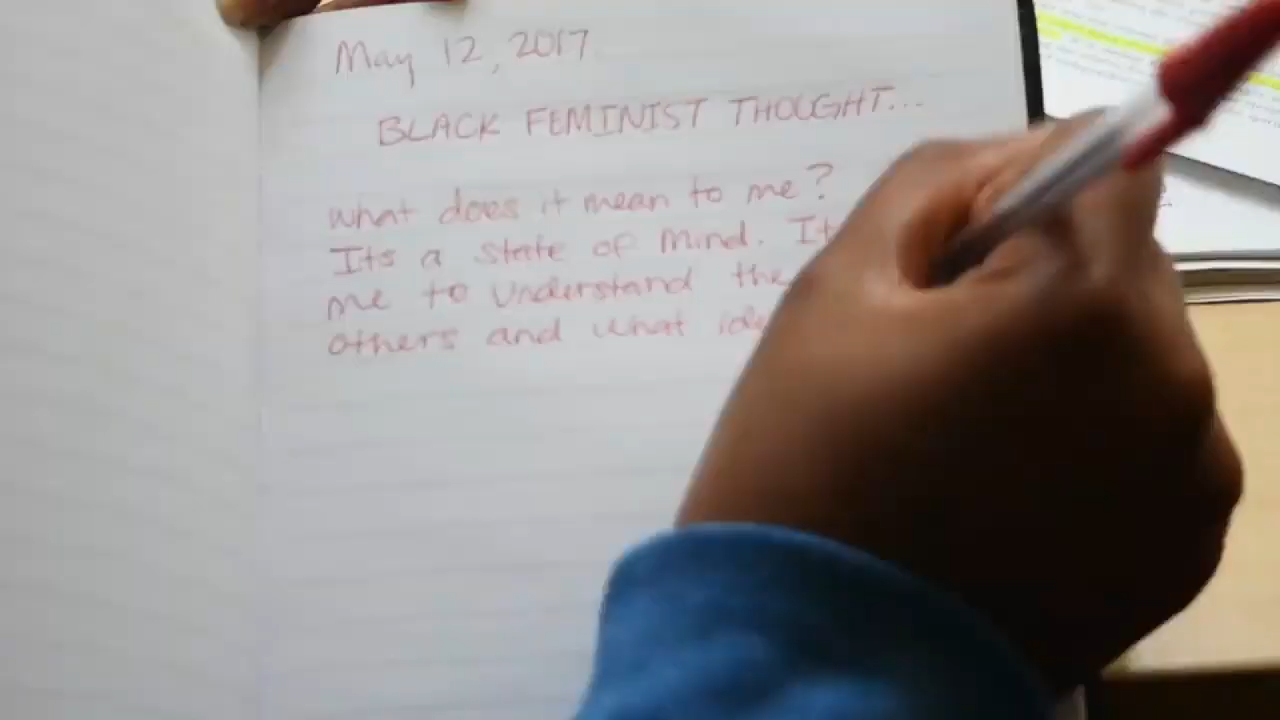 May 12, 2017
BLACK FEMINIST THOUGHT...
what does it mean to me?
Its a state of mind.
me to understand the
others and what